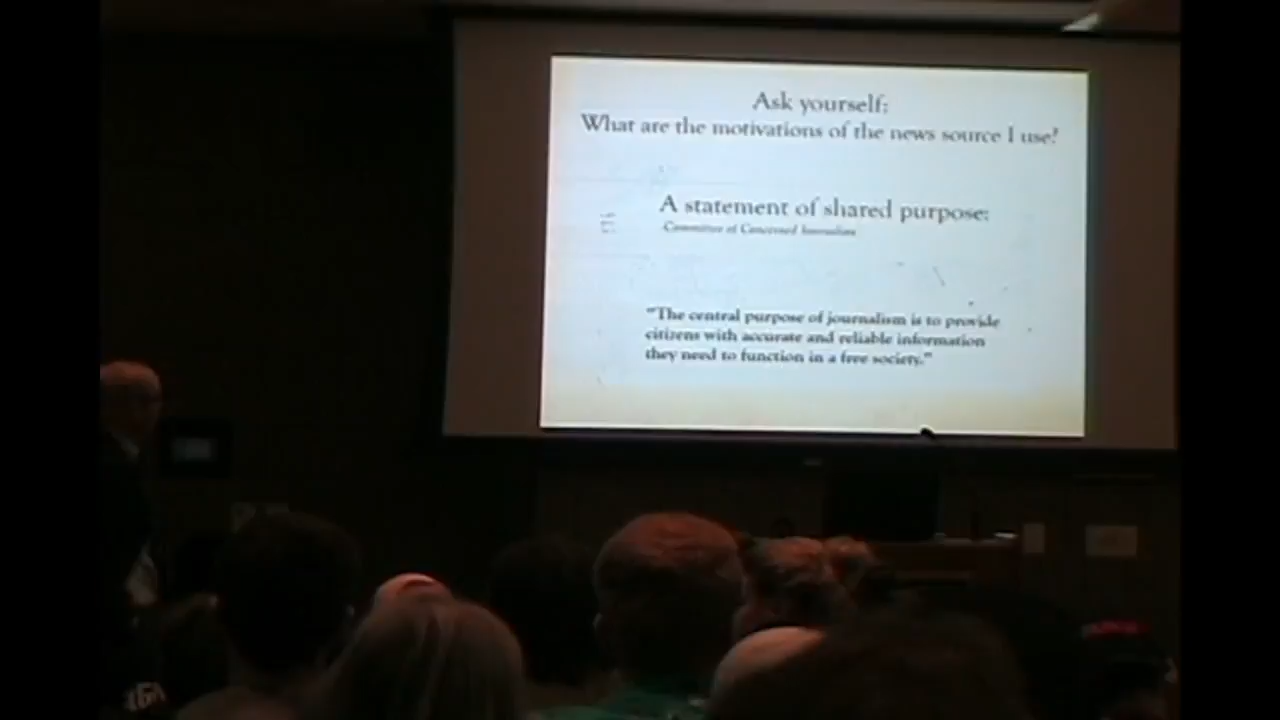 Ask yourself:
What are the motivations of the news source I use?
A statement of shared purpose:
-Committee of Concerned Journalists
"The central purpose of journalism is to provide
citizens with accurate and reliable information
they need to function in a free society."